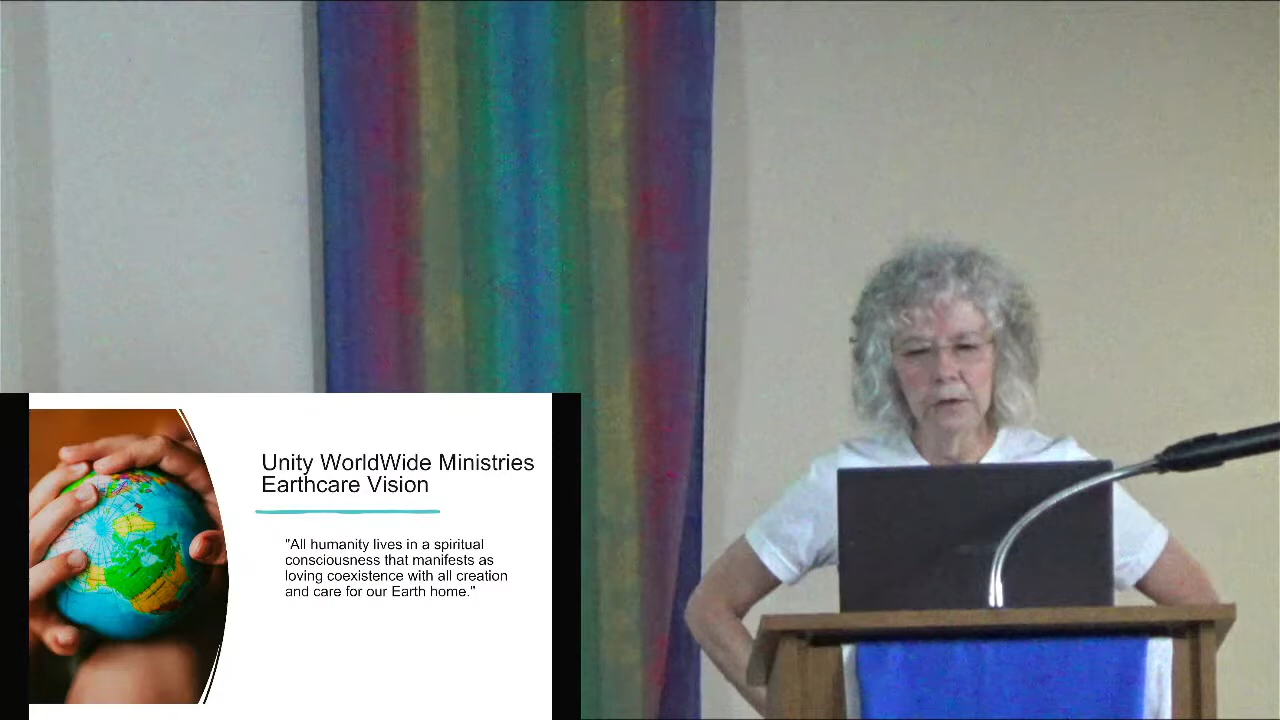 Unity WorldWide Ministries
Earthcare Vision
"All humanity lives in a spiritual
consciousness that manifests as
loving coexistence with all creation
and care for our Earth home."